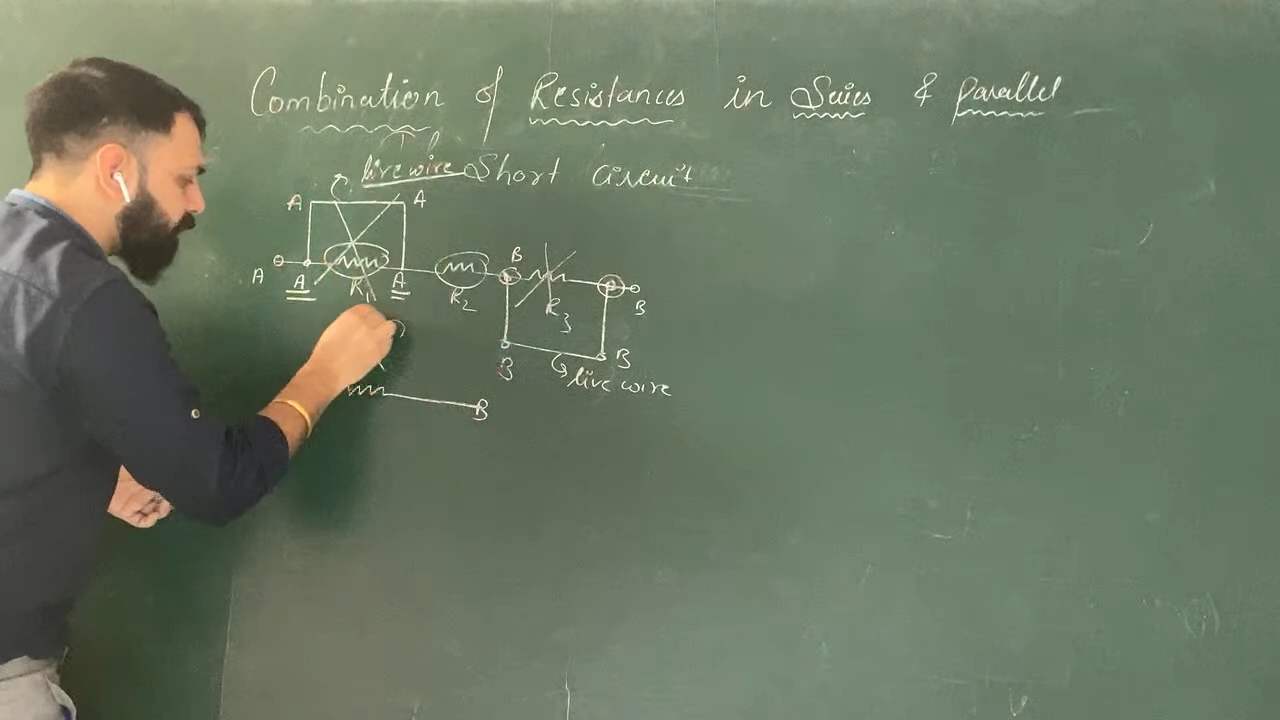 Combination of Resistances in Series & parallel
live wire Short Circuit
A A
A A R1 A R2 B R3 B
B B
live wire
B